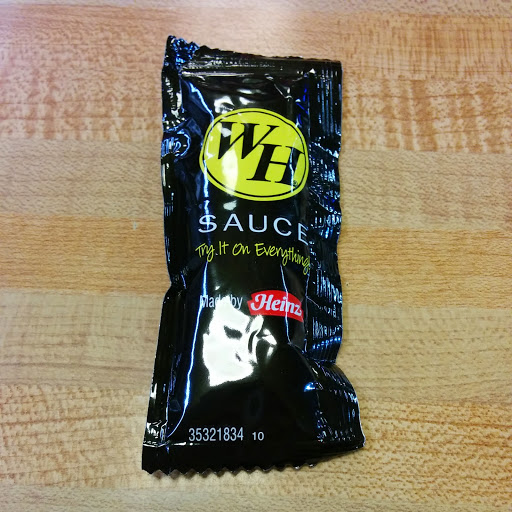 WH
SAUCE
Try It On Everything
Made by Heinz
35321834 10